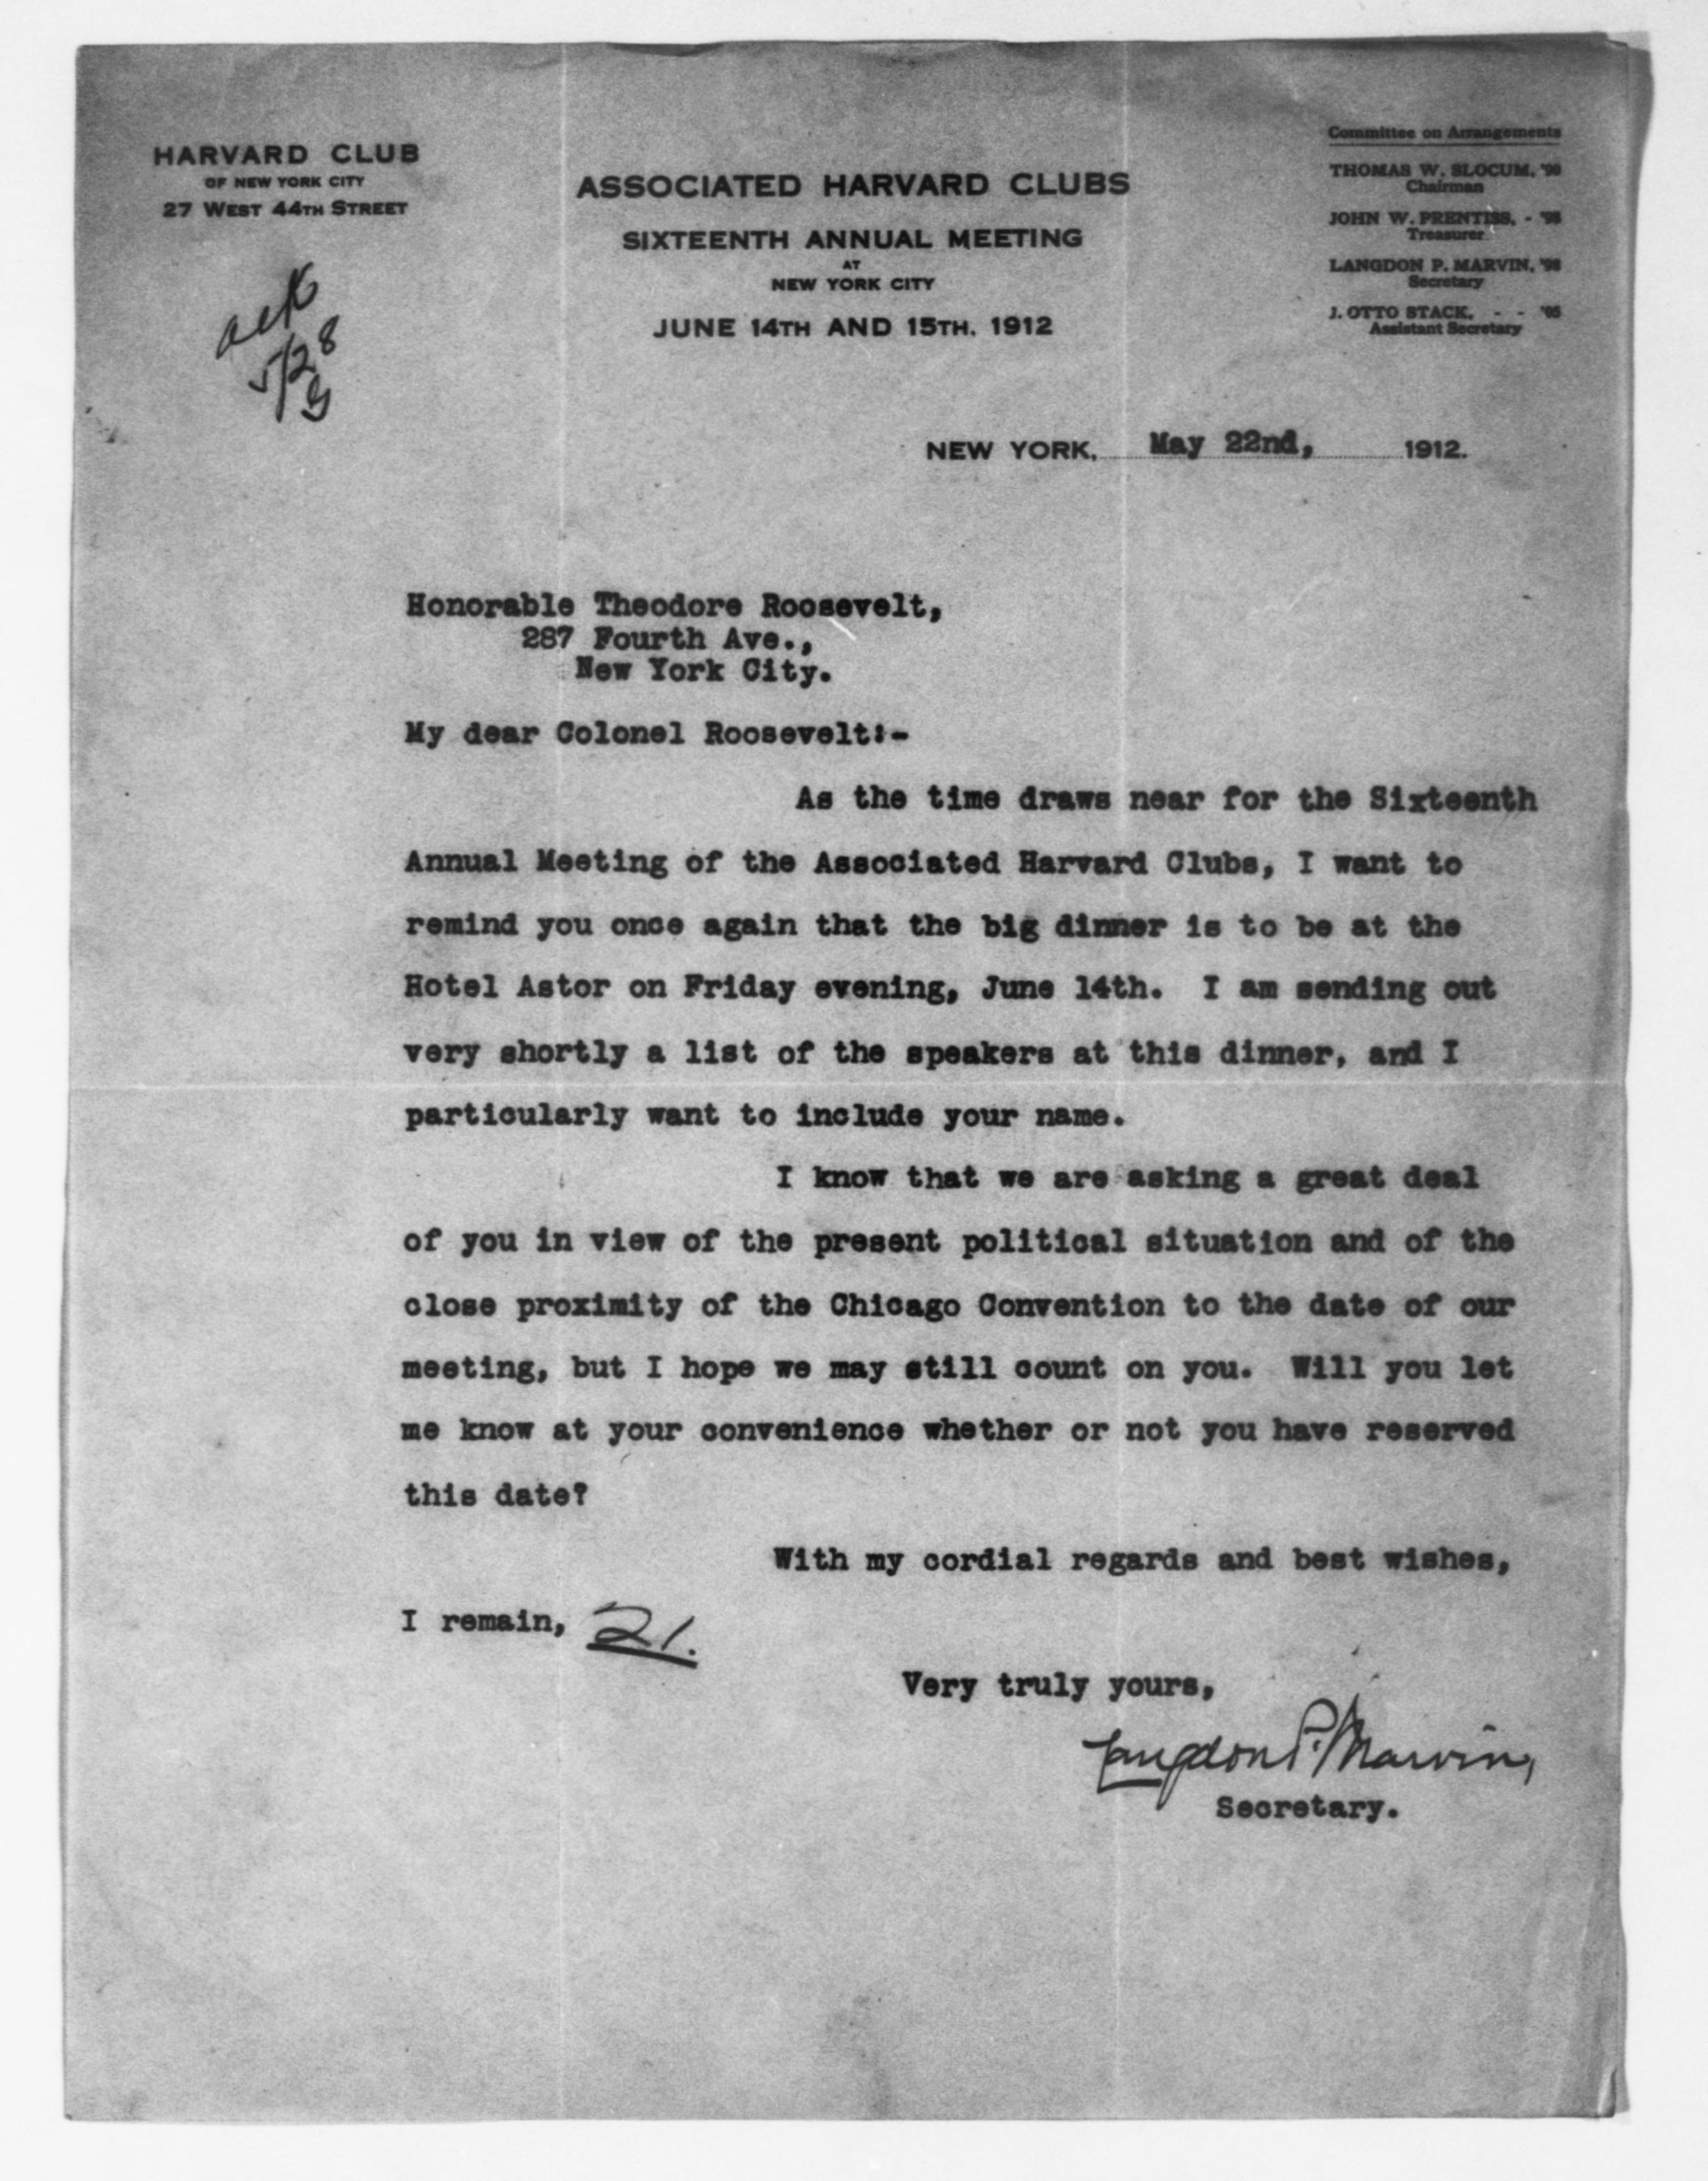 HARVARD CLUB
OF NEW YORK CITY
27 WEST 44TH STREET
ASSOCIATED HARVARD CLUBS
SIXTEENTH ANNUAL MEETING
AT
NEW YORK CITY
JUNE 14TH AND 15TH, 1912
Committee on Arrangements
THOMAS W. SLOCUM, '90
Chairman
JOHN W. PRENTISS, - '98
Treasurer
LANGDON P. MARVIN, '98
Secretary
J. OTTO STACK, - - '05
Assistant Secretary
ack
5/28
NEW YORK, May 22nd, 1912.
Honorable Theodore Roosevelt,
287 Fourth Ave.,
New York City.
My dear Colonel Roosevelt:-
As the time draws near for the Sixteenth
Annual Meeting of the Associated Harvard Clubs, I want to
remind you once again that the big dinner is to be at the
Hotel Astor on Friday evening, June 14th. I am sending out
very shortly a list of the speakers at this dinner, and I
particularly want to include your name.
I know that we are asking a great deal
of you in view of the present political situation and of the
close proximity of the Chicago Convention to the date of our
meeting, but I hope we may still count on you. Will you let
me know at your convenience whether or not you have reserved
this date?
With my cordial regards and best wishes,
I remain, 21.
Very truly yours,
Langdon P. Marvin,
Secretary.